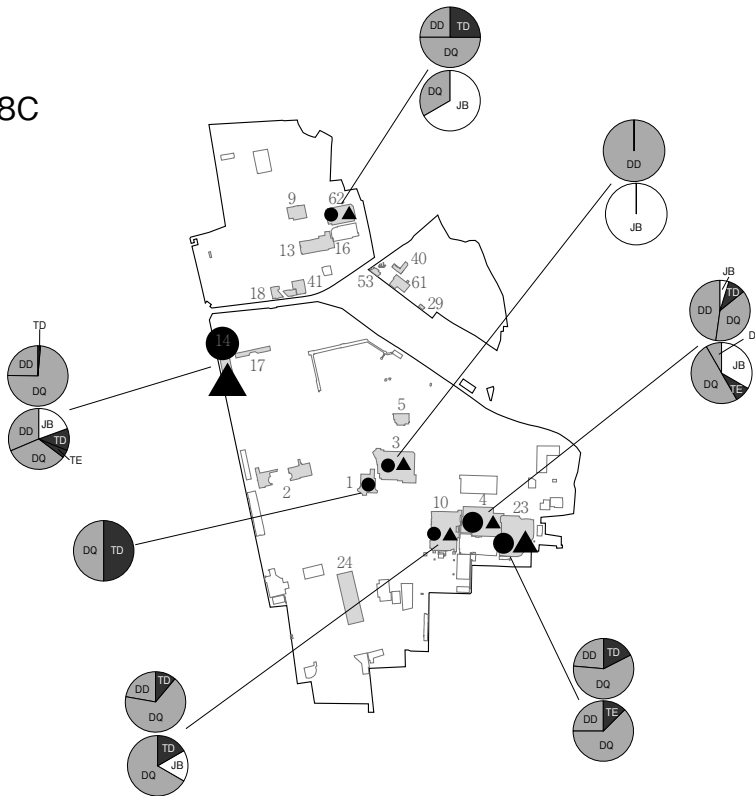 DD TD
DQ
DQ JB
8C
DD
JB
9
62
13
16
40
53
61
41
18
29
JB
TD
DD
DQ
D
JB
DQ
TE
TD
DD
DQ
JB
DD
TD
DQ
TE
14
17
5
3
1
2
10
4
23
DQ TD
24
DD TD
DQ
TD
DQ JB
DD TD
DQ
DD TE
DQ